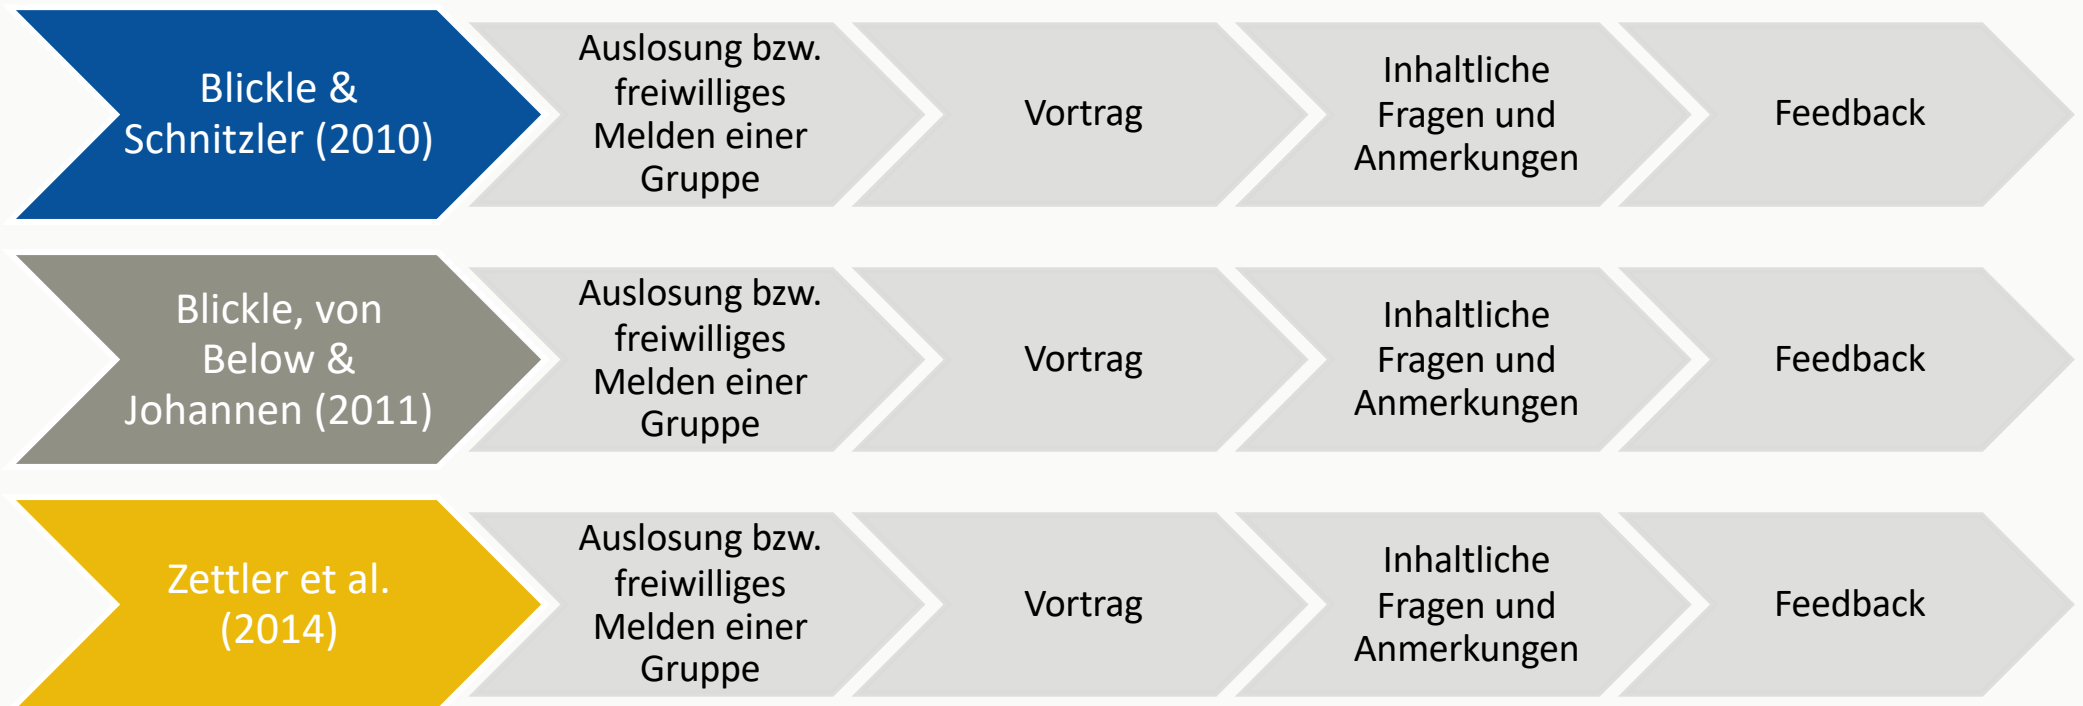 Blickle &
Schnitzler (2010)
Auslosung bzw.
freiwilliges
Melden einer
Gruppe
Vortrag
Inhaltliche
Fragen und
Anmerkungen
Feedback
Blickle, von
Below &
Johannen (2011)
Auslosung bzw.
freiwilliges
Melden einer
Gruppe
Vortrag
Inhaltliche
Fragen und
Anmerkungen
Feedback
Zettler et al.
(2014)
Auslosung bzw.
freiwilliges
Melden einer
Gruppe
Vortrag
Inhaltliche
Fragen und
Anmerkungen
Feedback